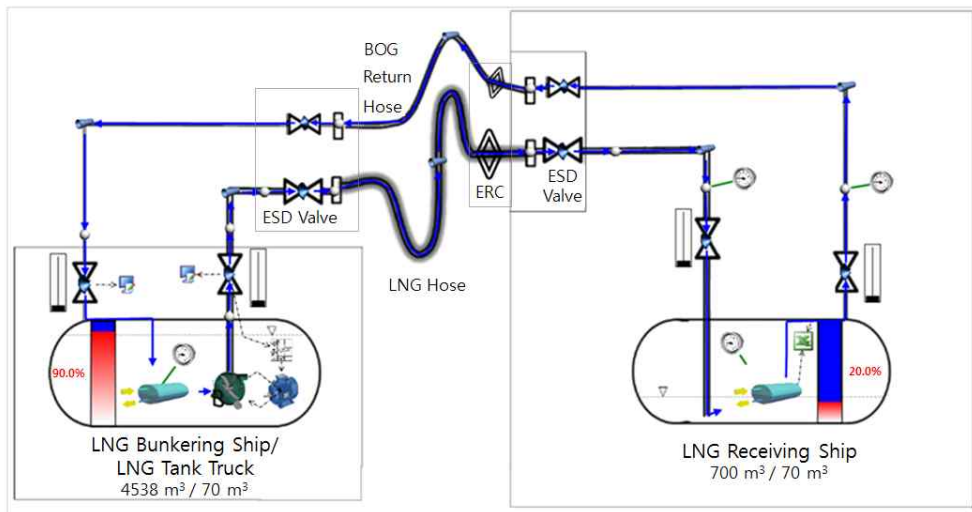 BOG
Return
Hose
ESD Valve
LNG Hose
ERC
ESD
Valve
90.0%
20.0%
LNG Bunkering Ship/
LNG Tank Truck
4538 m³ / 70 m³
LNG Receiving Ship
700 m³ / 70 m³